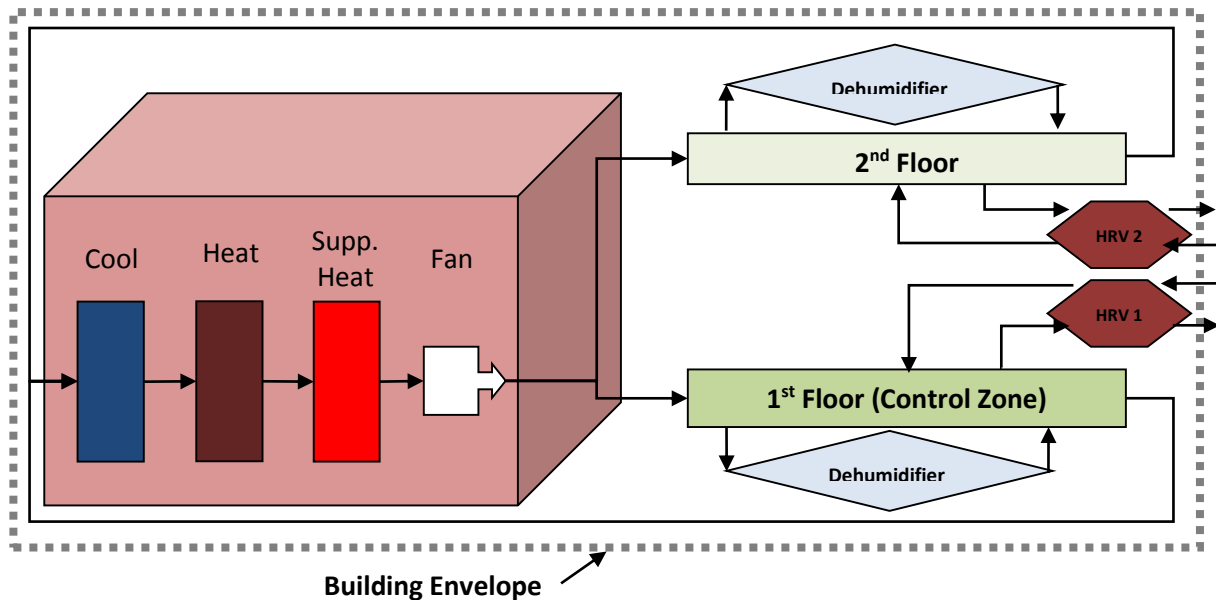 Dehumidifier
2nd Floor
HRV 2
Cool
Heat
Supp.
Heat
Fan
HRV 1
1st Floor (Control Zone)
Dehumidifier
Building Envelope